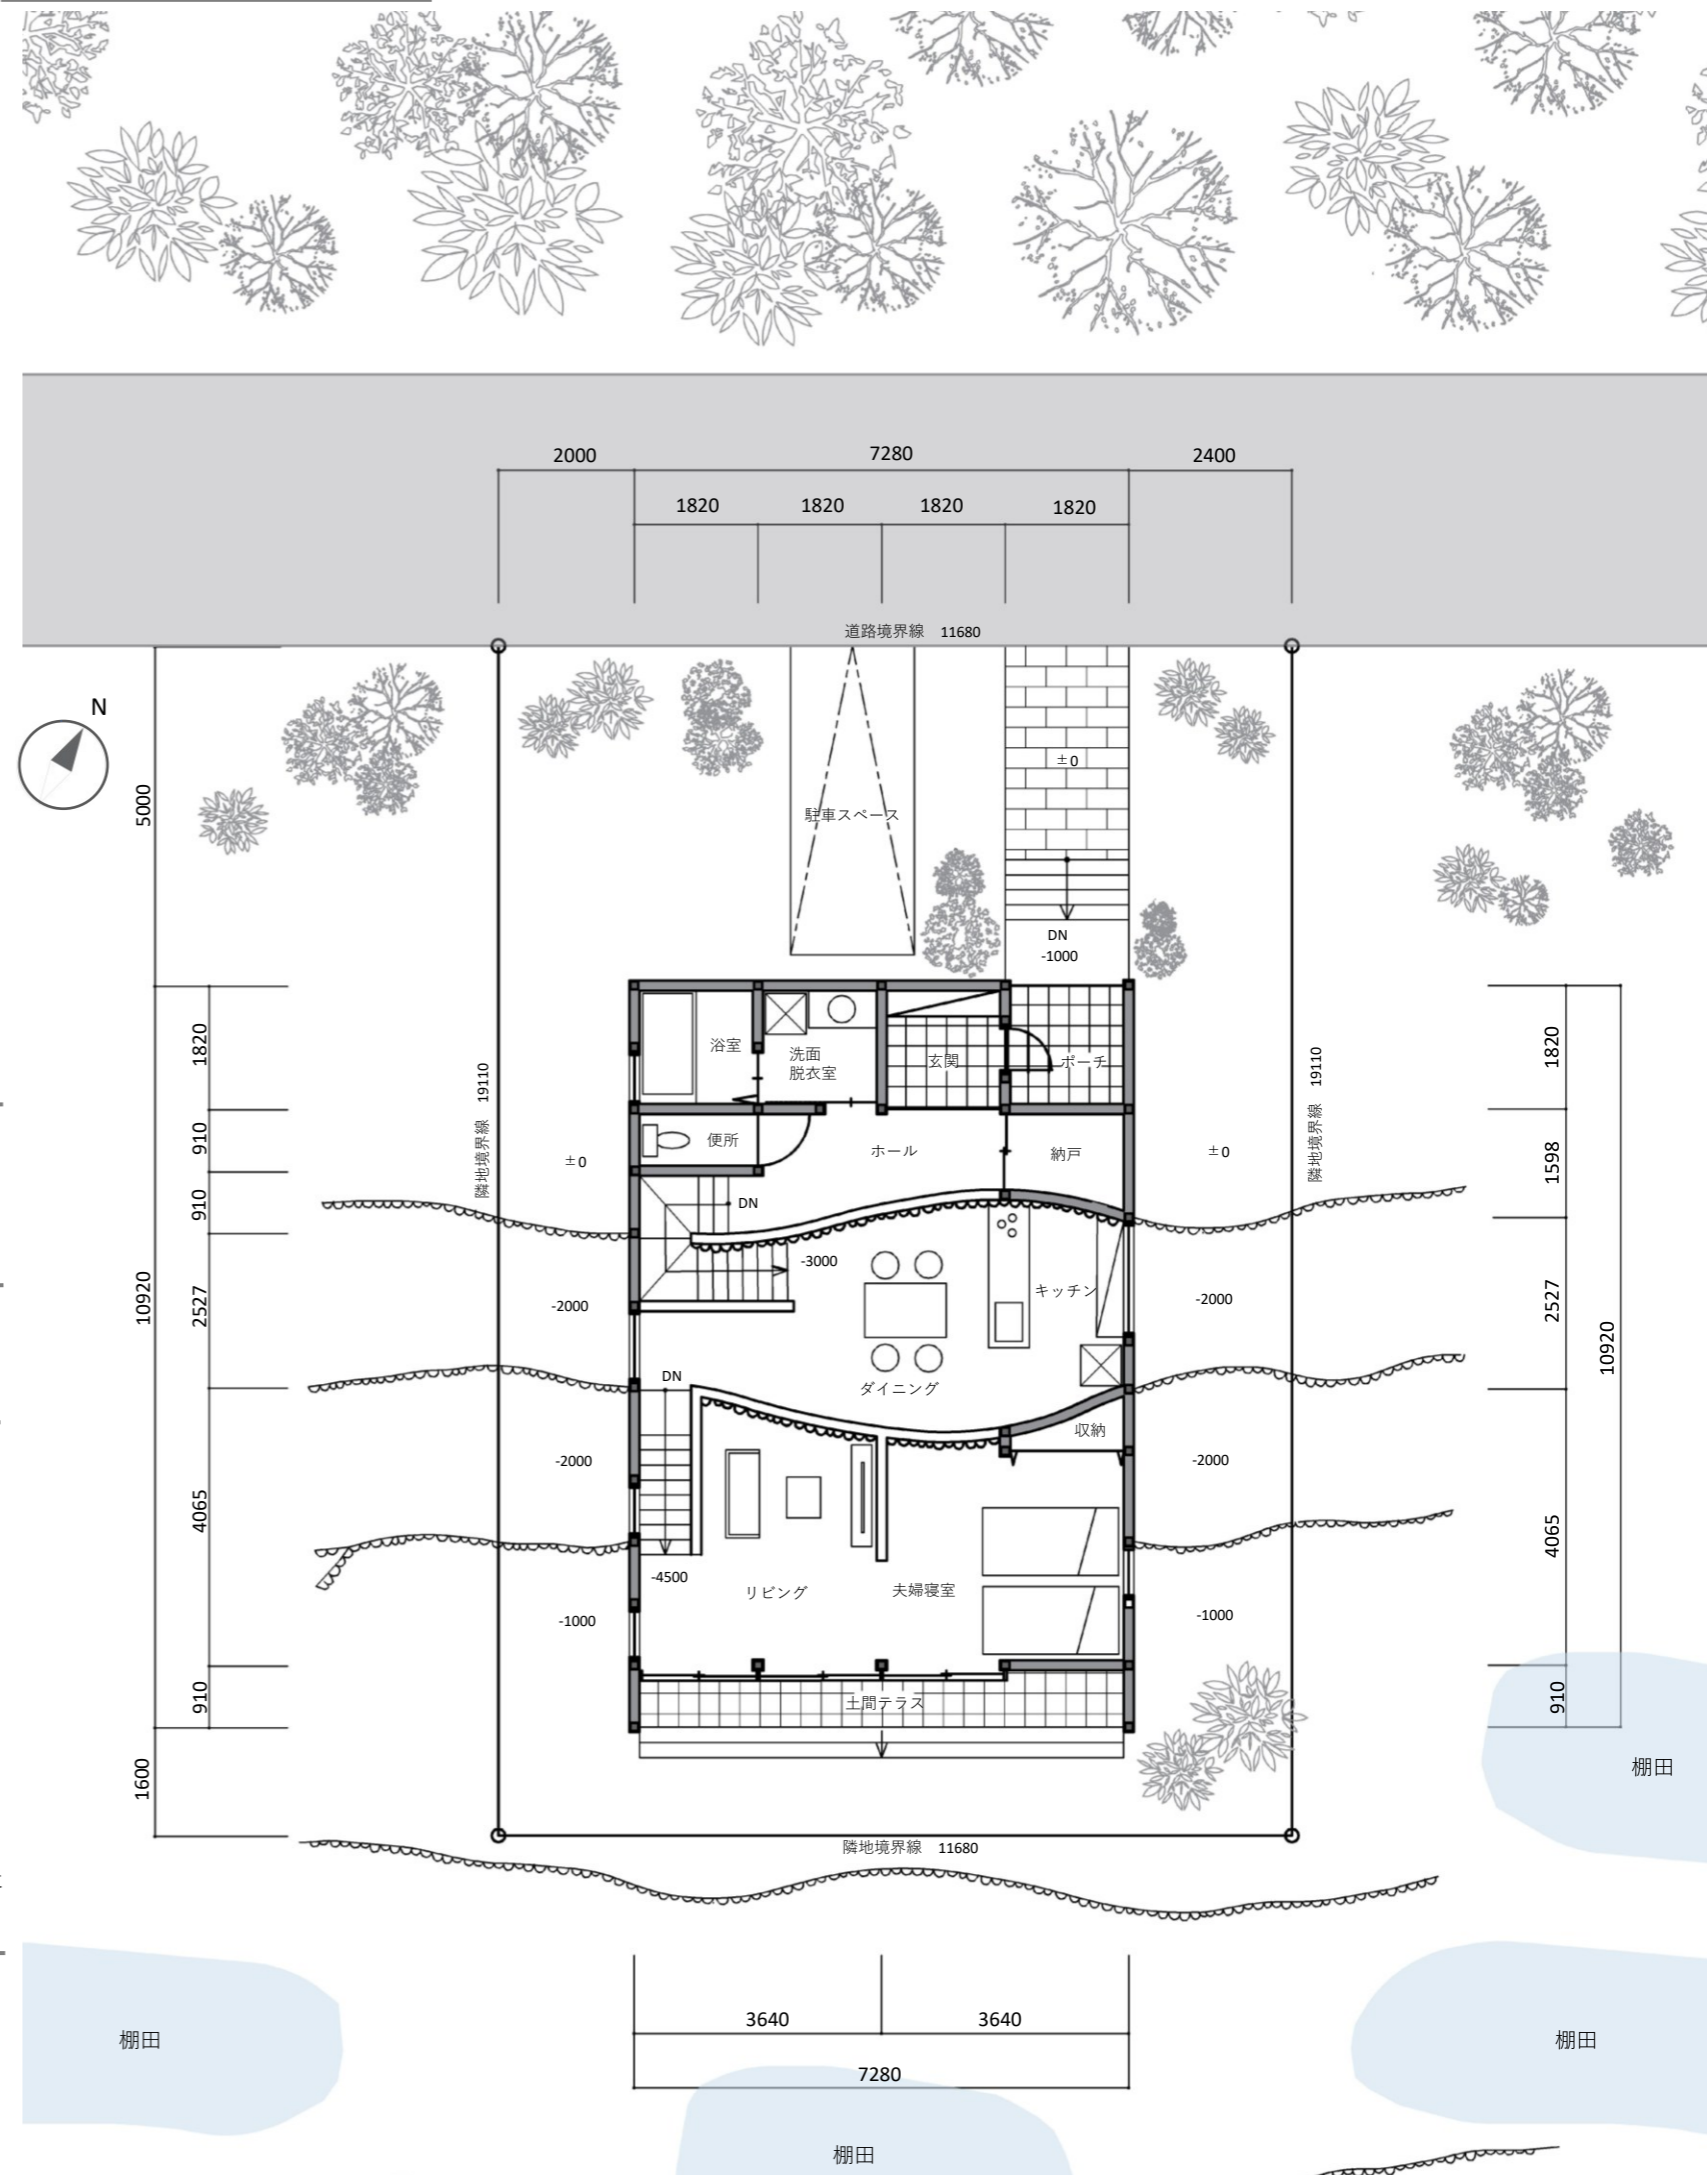 2000
7280
2400
1820
1820
1820
1820
道路境界線 11680
N
±0
5000
駐車スペース
DN
-1000
1820
浴室
洗面
脱衣室
玄関
ポーチ
1820
隣地境界線 19110
隣地境界線 19110
910
便所
ホール
納戸
±0
±0
1598
910
DN
-3000
10920
2527
-2000
キッチン
-2000
2527
10920
DN
ダイニング
収納
-2000
-2000
4065
4065
-4500
リビング
夫婦寝室
-1000
-1000
910
土間テラス
910
1600
棚田
隣地境界線 11680
3640
3640
棚田
棚田
7280
棚田